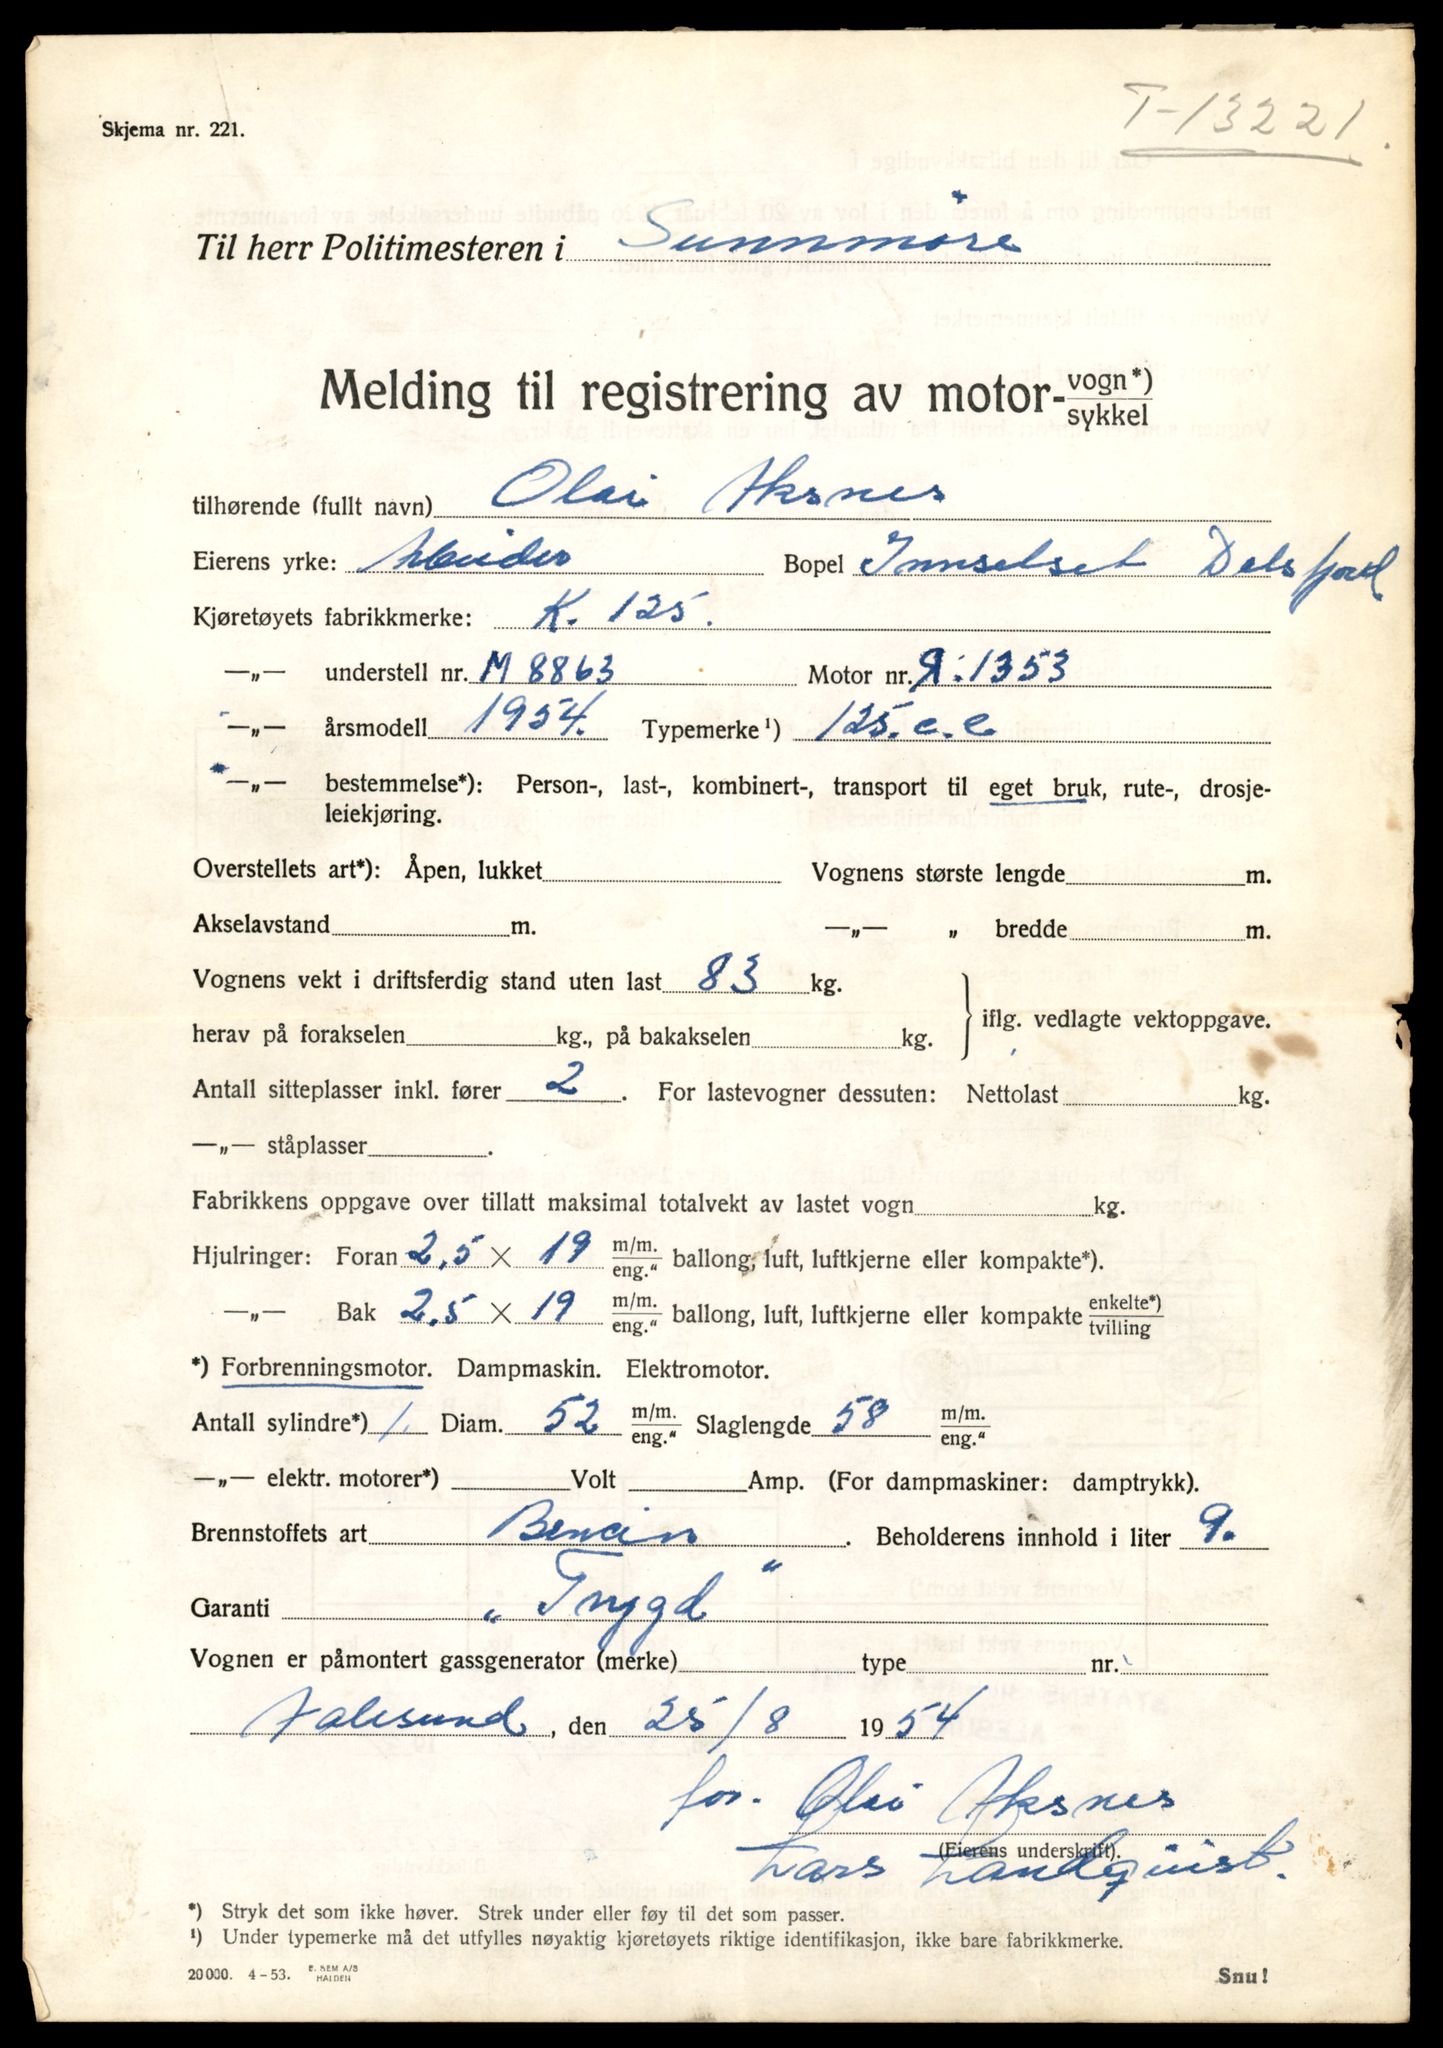 Skjema nr. 221.
T-13221.
Til herr Politimesteren i Sunnmøre
Melding til registrering av motor-vogn*) sykkel
tilhørende (fullt navn) Olai Aksnes
Eierens yrke: Arbeider Bopel Innselset Dalsfjord
Kjøretøyets fabrikkmerke: K. 125.
—„— understell nr. M 8863 Motor nr. A: 1353
—„— årsmodell 1954. Typemerke¹) 125. c.c.
—„— bestemmelse*): Person-, last-, kombinert-, transport til eget bruk, rute-, drosje-
leiekjøring.
Overstellets art*): Åpen, lukket Vognens største lengde m.
Akselavstand m. —„— „ bredde m.
Vognens vekt i driftsferdig stand uten last 83 kg.
iflg. vedlagte vektoppgave.
herav på forakselen kg., på bakakselen kg.
Antall sitteplasser inkl. fører 2. For lastevogner dessuten: Nettolast kg.
—„— ståplasser .
Fabrikkens oppgave over tillatt maksimal totalvekt av lastet vogn kg.
Hjulringer: Foran 2,5 × 19 m/m. eng.“ ballong, luft, luftkjerne eller kompakte*).
—„— Bak 2.5 × 19 m/m. eng.“ ballong, luft, luftkjerne eller kompakte enkelte*) tvilling
*) Forbrenningsmotor. Dampmaskin. Elektromotor.
Antall sylindre*) 1. Diam. 52 m/m. eng.“ Slaglengde 58 m/m. eng.“
—„— elektr. motorer*) Volt Amp. (For dampmaskiner: damptrykk).
Brennstoffets art Bencin. Beholderens innhold i liter 9.
Garanti „Trygd“
Vognen er påmontert gassgenerator (merke) type nr.
Aalesund, den 25/8 1954
for. Olai Aksnes
(Eierens underskrift).
Lars Landqvist.
*) Stryk det som ikke høver. Strek under eller føy til det som passer.
¹) Under typemerke må det utfylles nøyaktig kjøretøyets riktige identifikasjon, ikke bare fabrikkmerke.
20 000. 4 - 53. E. SEM A/S HALDEN
Snu!